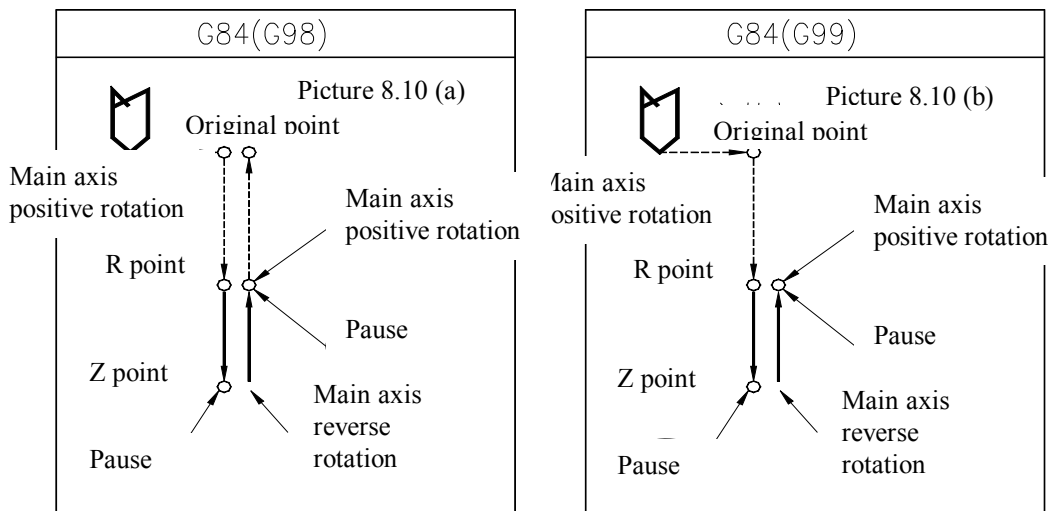 G84(G98)
Picture 8.10 (a)
Original point
Main axis
positive rotation
Main axis
positive rotation
R point
Pause
Z point
Main axis
reverse
rotation
Pause
G84(G99)
Picture 8.10 (b)
Original point
Main axis
positive rotation
Main axis
positive rotation
R point
Pause
Z point
Main axis
reverse
rotation
Pause